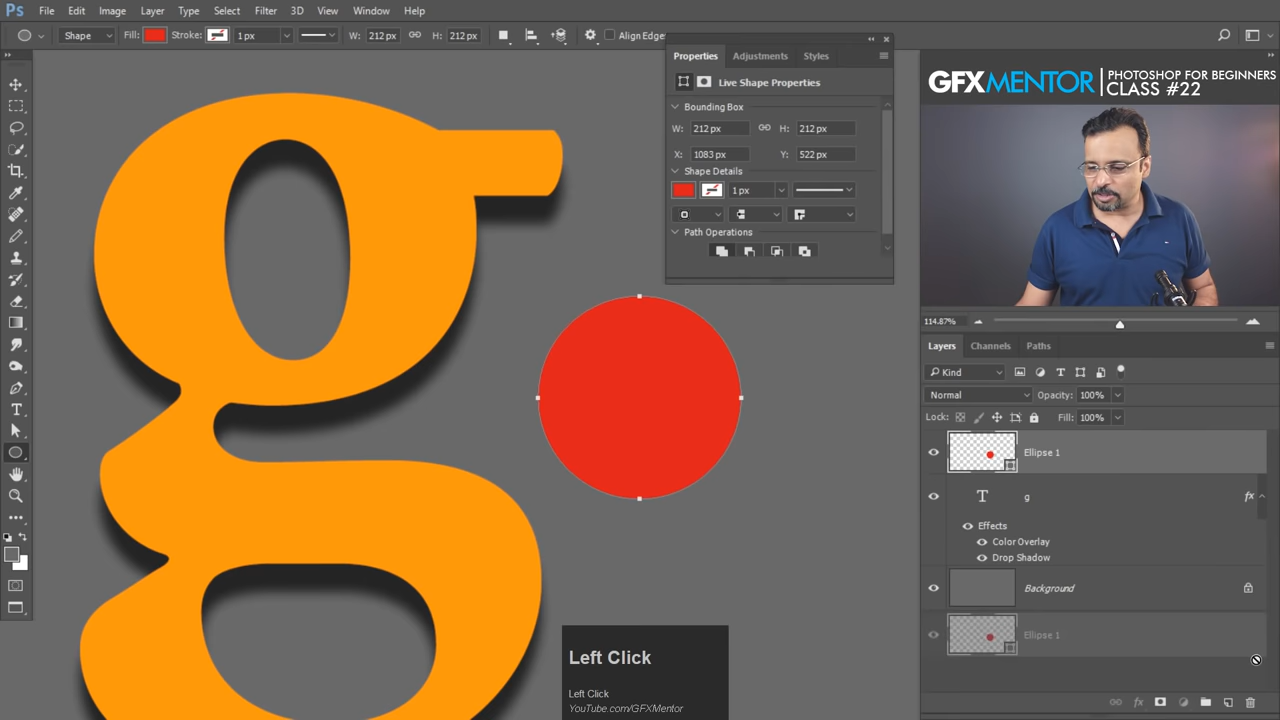 Ps File Edit Image Layer Type Select Filter 3D View Window Help
Shape Fill: Stroke: 1 px W: 212 px H: 212 px Align Edge
Properties Adjustments Styles
Live Shape Properties
Bounding Box
W: 212 px H: 212 px
X: 1083 px Y: 522 px
Shape Details
1 px
Path Operations
g
GFXMENTOR
PHOTOSHOP FOR BEGINNERS
CLASS #22
114.87%
Layers Channels Paths
Kind
Normal Opacity: 100%
Lock: Fill: 100%
Ellipse 1
T g fx
Effects
Color Overlay
Drop Shadow
Background
Ellipse 1
fx
Left Click
Left Click
YouTube.com/GFXMentor